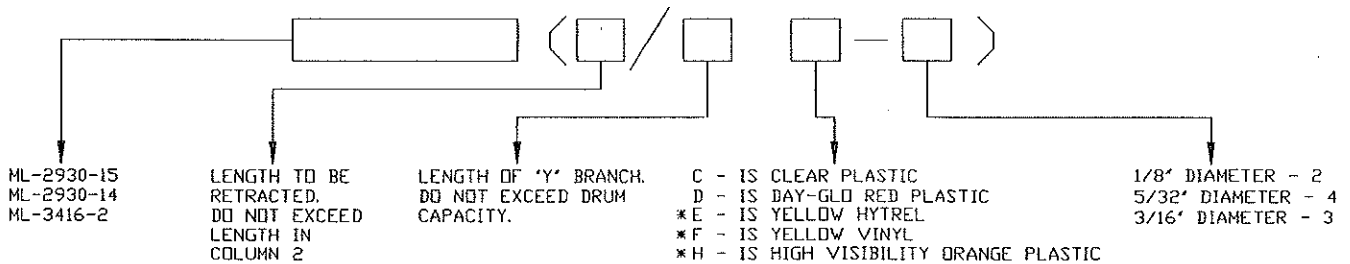 ( / — )
ML-2930-15
ML-2930-14
ML-3416-2
LENGTH TO BE
RETRACTED.
DO NOT EXCEED
LENGTH IN
COLUMN 2
LENGTH OF "Y" BRANCH.
DO NOT EXCEED DRUM
CAPACITY.
C - IS CLEAR PLASTIC
D - IS DAY-GLO RED PLASTIC
*E - IS YELLOW HYTREL
*F - IS YELLOW VINYL
*H - IS HIGH VISIBILITY ORANGE PLASTIC
1/8" DIAMETER - 2
5/32" DIAMETER - 4
3/16" DIAMETER - 3